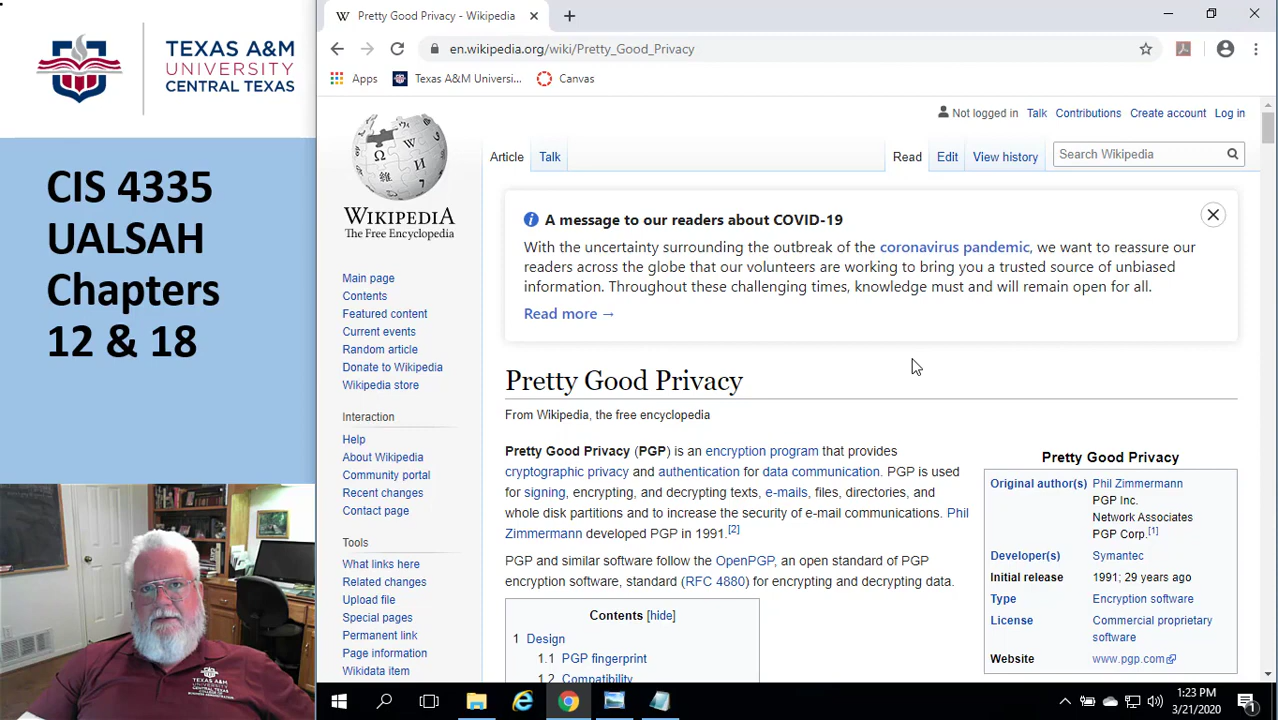 TEXAS A&M
UNIVERSITY
CENTRAL TEXAS
CIS 4335
UALSAH
Chapters
12 & 18
TEXAS A&M
UNIVERSITY
CENTRAL TEXAS
Pretty Good Privacy - Wikipedia
en.wikipedia.org/wiki/Pretty_Good_Privacy
Apps
Texas A&M Universi...
Canvas
Not logged in Talk Contributions Create account Log in
Article Talk Read Edit View history Search Wikipedia
WIKIPEDIA
The Free Encyclopedia
Main page
Contents
Featured content
Current events
Random article
Donate to Wikipedia
Wikipedia store
Interaction
Help
About Wikipedia
Community portal
Recent changes
Contact page
Tools
What links here
Related changes
Upload file
Special pages
Permanent link
Page information
Wikidata item
A message to our readers about COVID-19
With the uncertainty surrounding the outbreak of the coronavirus pandemic, we want to reassure our
readers across the globe that our volunteers are working to bring you a trusted source of unbiased
information. Throughout these challenging times, knowledge must and will remain open for all.
Read more →
Pretty Good Privacy
From Wikipedia, the free encyclopedia
Pretty Good Privacy (PGP) is an encryption program that provides
cryptographic privacy and authentication for data communication. PGP is used
for signing, encrypting, and decrypting texts, e-mails, files, directories, and
whole disk partitions and to increase the security of e-mail communications. Phil
Zimmermann developed PGP in 1991.[2]
PGP and similar software follow the OpenPGP, an open standard of PGP
encryption software, standard (RFC 4880) for encrypting and decrypting data.
Contents [hide]
1 Design
1.1 PGP fingerprint
1.2 Compatibility
Pretty Good Privacy
Original author(s) Phil Zimmermann
PGP Inc.
Network Associates
PGP Corp.[1]
Developer(s) Symantec
Initial release 1991; 29 years ago
Type Encryption software
License Commercial proprietary
software
Website www.pgp.com
1:23 PM
3/21/2020
1